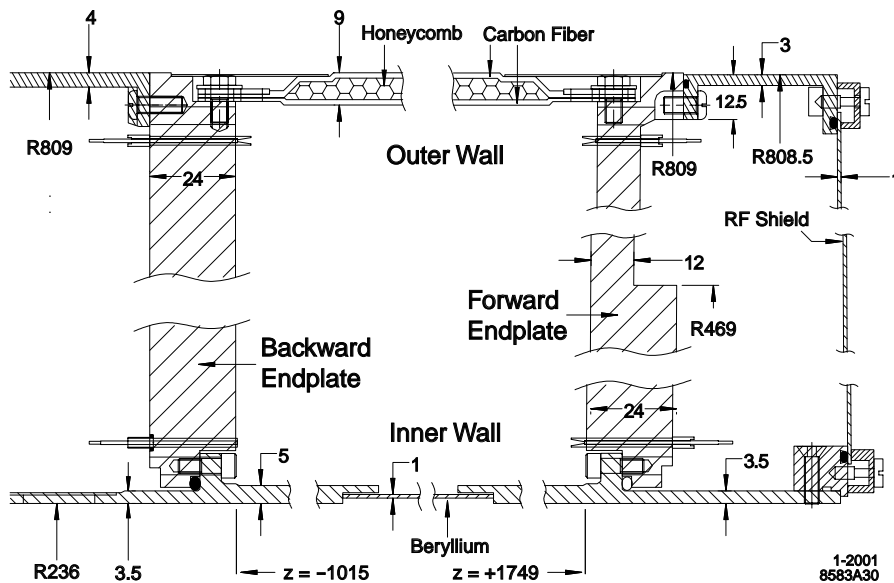 4
9
Honeycomb
Carbon Fiber
3
12.5
R809
Outer Wall
R809
R808.5
24
1
RF Shield
12
Forward
Endplate
R469
Backward
Endplate
24
Inner Wall
5
1
3.5
Beryllium
R236
3.5
z = −1015
z = +1749
1-2001
8583A30